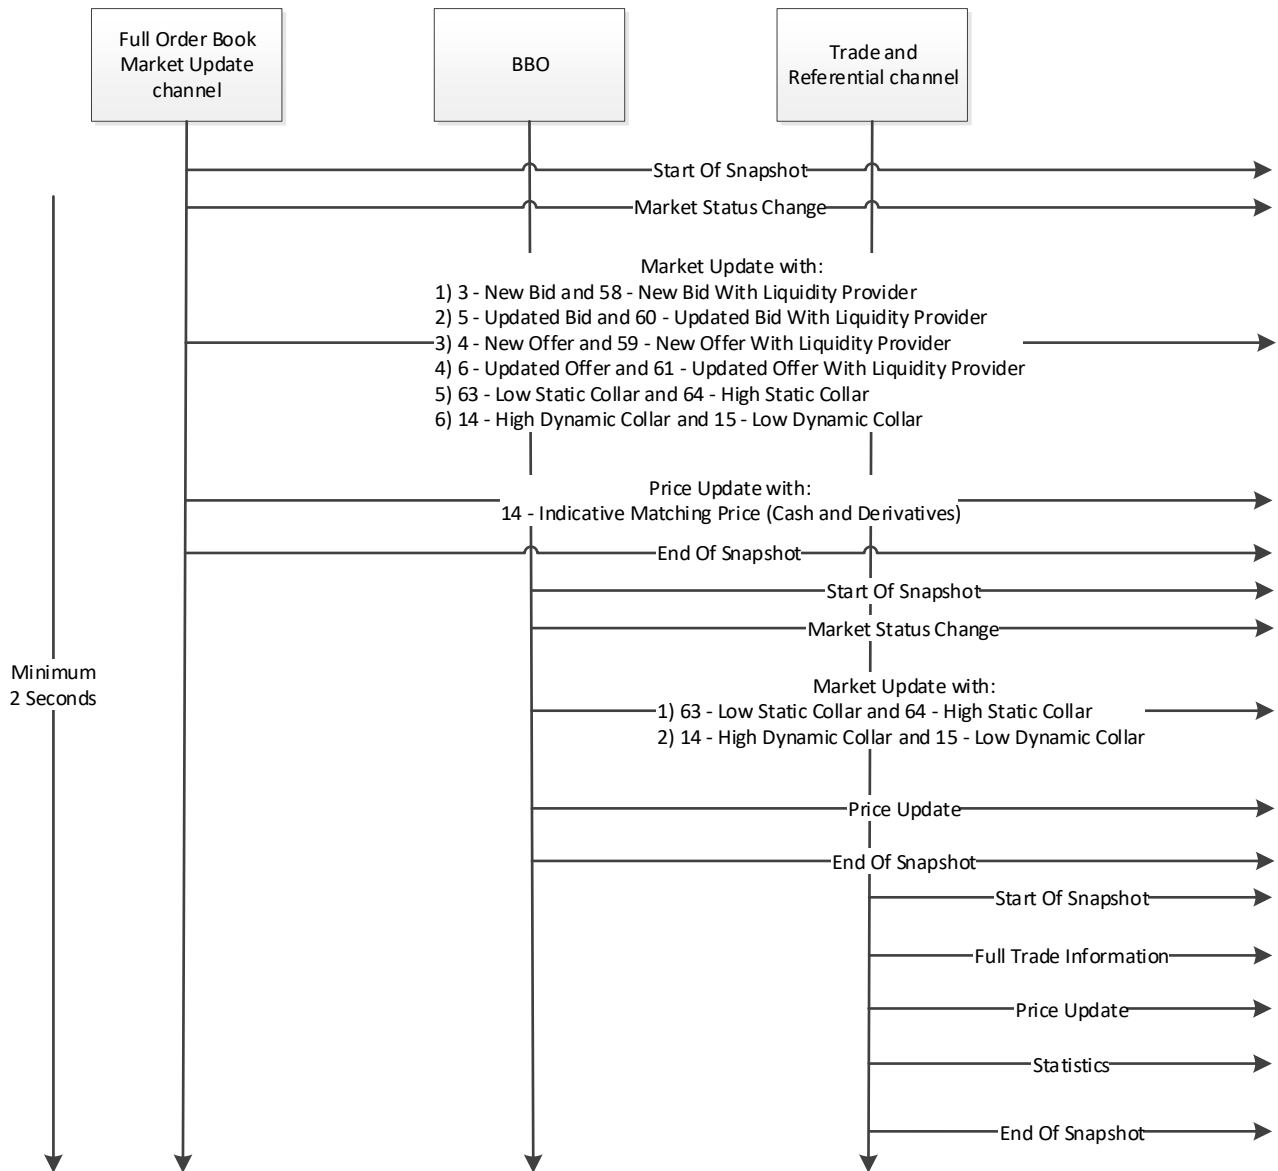 Full Order Book
Market Update
channel
BBO
Trade and
Referential channel
Start Of Snapshot
Market Status Change
Market Update with:
1) 3 - New Bid and 58 - New Bid With Liquidity Provider
2) 5 - Updated Bid and 60 - Updated Bid With Liquidity Provider
3) 4 - New Offer and 59 - New Offer With Liquidity Provider
4) 6 - Updated Offer and 61 - Updated Offer With Liquidity Provider
5) 63 - Low Static Collar and 64 - High Static Collar
6) 14 - High Dynamic Collar and 15 - Low Dynamic Collar
Price Update with:
14 - Indicative Matching Price (Cash and Derivatives)
End Of Snapshot
Start Of Snapshot
Market Status Change
Minimum
2 Seconds
Market Update with:
1) 63 - Low Static Collar and 64 - High Static Collar
2) 14 - High Dynamic Collar and 15 - Low Dynamic Collar
Price Update
End Of Snapshot
Start Of Snapshot
Full Trade Information
Price Update
Statistics
End Of Snapshot